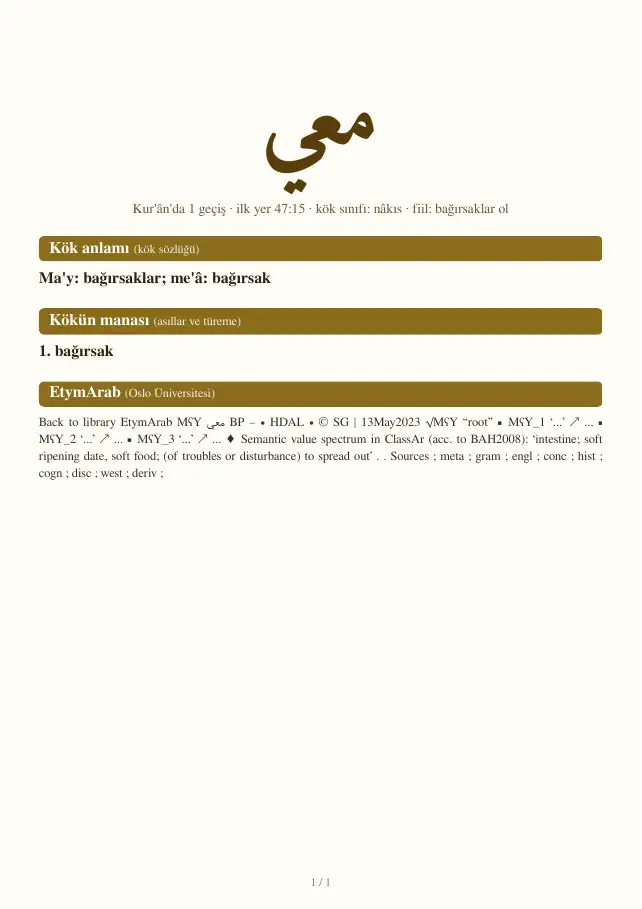 معي
Kur'ân'da 1 geçiş · ilk yer 47:15 · kök sınıfı: nâkıs · fiil: bağırsaklar ol
Kök anlamı (kök sözlüğü)
Ma'y: bağırsaklar; me'â: bağırsak
Kökün manası (asıllar ve türeme)
1. bağırsak
EtymArab (Oslo Üniversitesi)
Back to library EtymArab MʕY معي BP – • HDAL • © SG | 13May2023 √MʕY “root” ▪ MʕY_1 ‘...’ ↗ ... ▪
MʕY_2 ‘...’ ↗ ... ▪ MʕY_3 ‘...’ ↗ ... ♦ Semantic value spectrum in ClassAr (acc. to BAH2008): ‘intestine; soft
ripening date, soft food; (of troubles or disturbance) to spread out’ . . Sources ; meta ; gram ; engl ; conc ; hist ;
cogn ; disc ; west ; deriv ;
1 / 1